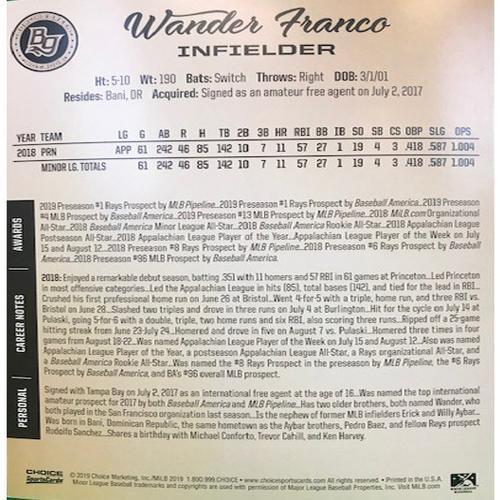 BG
Wander Franco
INFIELDER
Ht: 5-10 Wt: 190 Bats: Switch Throws: Right DOB: 3/1/01
Resides: Bani, DR Acquired: Signed as an amateur free agent on July 2, 2017
YEAR TEAM LG G AB R H TB 2B 3B HR RBI BB IB SO SB CS OBP SLG OPS
2018 PRN APP 61 242 46 85 142 10 7 11 57 27 1 19 4 3 .418 .587 1.004
MINOR LG. TOTALS 61 242 46 85 142 10 7 11 57 27 1 19 4 3 .418 .587 1.004
AWARDS
2019 Preseason #1 Rays Prospect by MLB Pipeline...2019 Preseason #1 Rays Prospect by Baseball America...2019 Preseason
#4 MLB Prospect by Baseball America...2019 Preseason #13 MLB Prospect by MLB Pipeline...2018 MiLB.com Organizational
All-Star...2018 Baseball America Minor League All-Star...2018 Baseball America Rookie All-Star...2018 Appalachian League
Postseason All-Star...2018 Appalachian League Player of the Year...Appalachian League Player of the Week on July
15 and August 12...2018 Preseason #8 Rays Prospect by MLB Pipeline...2018 Preseason #6 Rays Prospect by Baseball
America...2018 Preseason #96 MLB Prospect by Baseball America.
CAREER NOTES
2018: Enjoyed a remarkable debut season, batting .351 with 11 homers and 57 RBI in 61 games at Princeton...Led Princeton
in most offensive categories...Led the Appalachian League in hits (85), total bases (142), and tied for the lead in RBI...
Crushed his first professional home run on June 26 at Bristol...Went 4-for-5 with a triple, home run, and three RBI vs.
Bristol on June 28...Slashed two triples and drove in three runs on July 4 at Burlington...Hit for the cycle on July 14 at
Pulaski, going 5-for-6 with a double, triple, two home runs and six RBI, also scoring three runs...Ripped off a 25-game
hitting streak from June 23-July 24...Homered and drove in five on August 7 vs. Pulaski...Homered three times in four
games from August 18-22...Was named Appalachian League Player of the Week on July 15 and August 12...Also was named
Appalachian League Player of the Year, a postseason Appalachian League All-Star, a Rays organizational All-Star, and
a Baseball America Rookie All-Star...Was named the #8 Rays Prospect in the preseason by MLB Pipeline, the #6 Rays
Prospect by Baseball America, and BA's #96 overall MLB prospect.
PERSONAL
Signed with Tampa Bay on July 2, 2017 as an international free agent at the age of 16...Was named the top international
amateur prospect for 2017 by both Baseball America and MLB Pipeline...Has two older brothers, both named Wander, who
both played in the San Francisco organization last season...Is the nephew of former MLB infielders Erick and Willy Aybar...
Was born in Bani, Dominican Republic, the same hometown as the Aybar brothers, Pedro Baez, and fellow Rays prospect
Rodolfo Sanchez...Shares a birthday with Michael Conforto, Trevor Cahill, and Ken Harvey.
CHOICE
SportsCards
© 2019 Choice Marketing, Inc./MiLB 2019 1.800.999.CHOICE • www.choicesportscards.com All rights reserved. • Printed in the U.S.A.
Minor League Baseball trademarks and copyrights are used with permission of Major League Baseball Properties, Inc. Visit MiLB.com